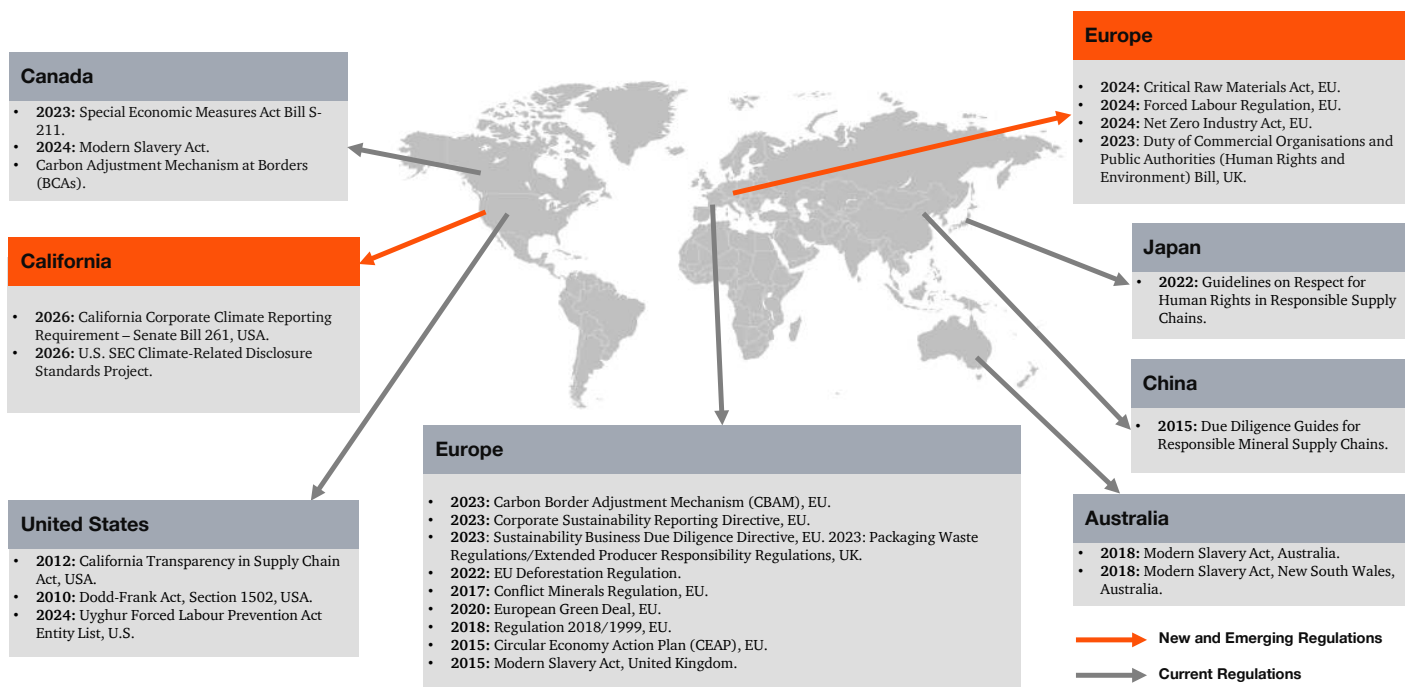 Canada
• 2023: Special Economic Measures Act Bill S-
211.
• 2024: Modern Slavery Act.
• Carbon Adjustment Mechanism at Borders
(BCAs).
California
• 2026: California Corporate Climate Reporting
Requirement – Senate Bill 261, USA.
• 2026: U.S. SEC Climate-Related Disclosure
Standards Project.
United States
• 2012: California Transparency in Supply Chain
Act, USA.
• 2010: Dodd-Frank Act, Section 1502, USA.
• 2024: Uyghur Forced Labour Prevention Act
Entity List, U.S.
Europe
• 2023: Carbon Border Adjustment Mechanism (CBAM), EU.
• 2023: Corporate Sustainability Reporting Directive, EU.
• 2023: Sustainability Business Due Diligence Directive, EU. 2023: Packaging Waste
Regulations/Extended Producer Responsibility Regulations, UK.
• 2022: EU Deforestation Regulation.
• 2017: Conflict Minerals Regulation, EU.
• 2020: European Green Deal, EU.
• 2018: Regulation 2018/1999, EU.
• 2015: Circular Economy Action Plan (CEAP), EU.
• 2015: Modern Slavery Act, United Kingdom.
Europe
• 2024: Critical Raw Materials Act, EU.
• 2024: Forced Labour Regulation, EU.
• 2024: Net Zero Industry Act, EU.
• 2023: Duty of Commercial Organisations and
Public Authorities (Human Rights and
Environment) Bill, UK.
Japan
• 2022: Guidelines on Respect for
Human Rights in Responsible Supply
Chains.
China
• 2015: Due Diligence Guides for
Responsible Mineral Supply Chains.
Australia
• 2018: Modern Slavery Act, Australia.
• 2018: Modern Slavery Act, New South Wales,
Australia.
New and Emerging Regulations
Current Regulations